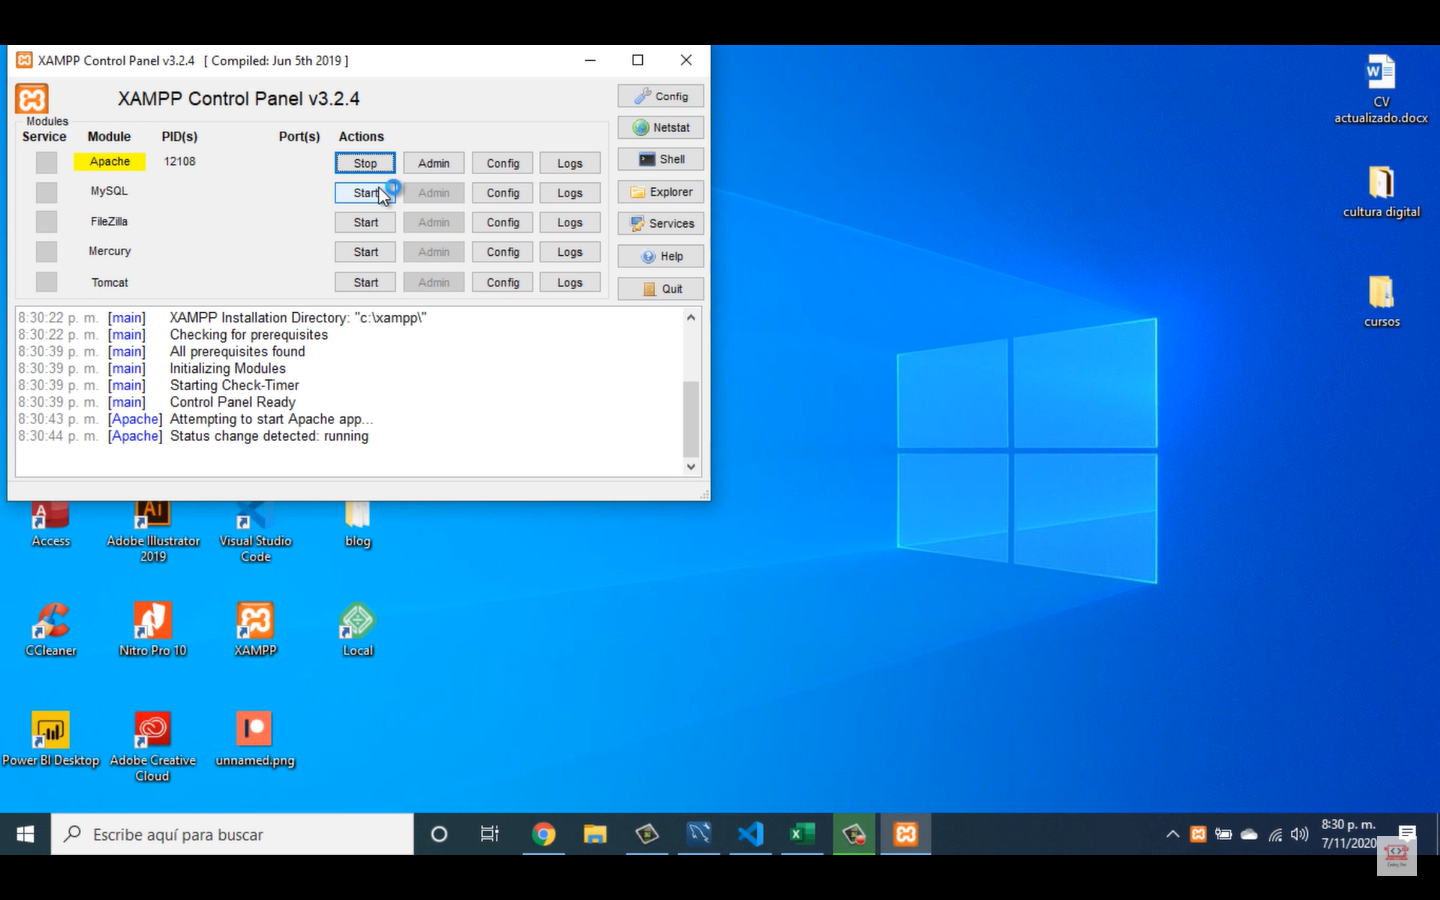 XAMPP Control Panel v3.2.4 [ Compiled: Jun 5th 2019 ]
XAMPP Control Panel v3.2.4
Config
Netstat
Shell
Explorer
Services
Help
Quit
Modules
Service Module PID(s) Port(s) Actions
Apache 12108 Stop Admin Config Logs
MySQL Start Admin Config Logs
FileZilla Start Admin Config Logs
Mercury Start Admin Config Logs
Tomcat Start Admin Config Logs
8:30:22 p. m. [main] XAMPP Installation Directory: "c:\xampp\"
8:30:22 p. m. [main] Checking for prerequisites
8:30:39 p. m. [main] All prerequisites found
8:30:39 p. m. [main] Initializing Modules
8:30:39 p. m. [main] Starting Check-Timer
8:30:39 p. m. [main] Control Panel Ready
8:30:43 p. m. [Apache] Attempting to start Apache app...
8:30:44 p. m. [Apache] Status change detected: running
CV
actualizado.docx
cultura digital
cursos
Access
Adobe Illustrator
2019
Visual Studio
Code
blog
CCleaner
Nitro Pro 10
XAMPP
Local
Power BI Desktop
Adobe Creative
Cloud
unnamed.png
Escribe aquí para buscar
8:30 p. m.
7/11/2020